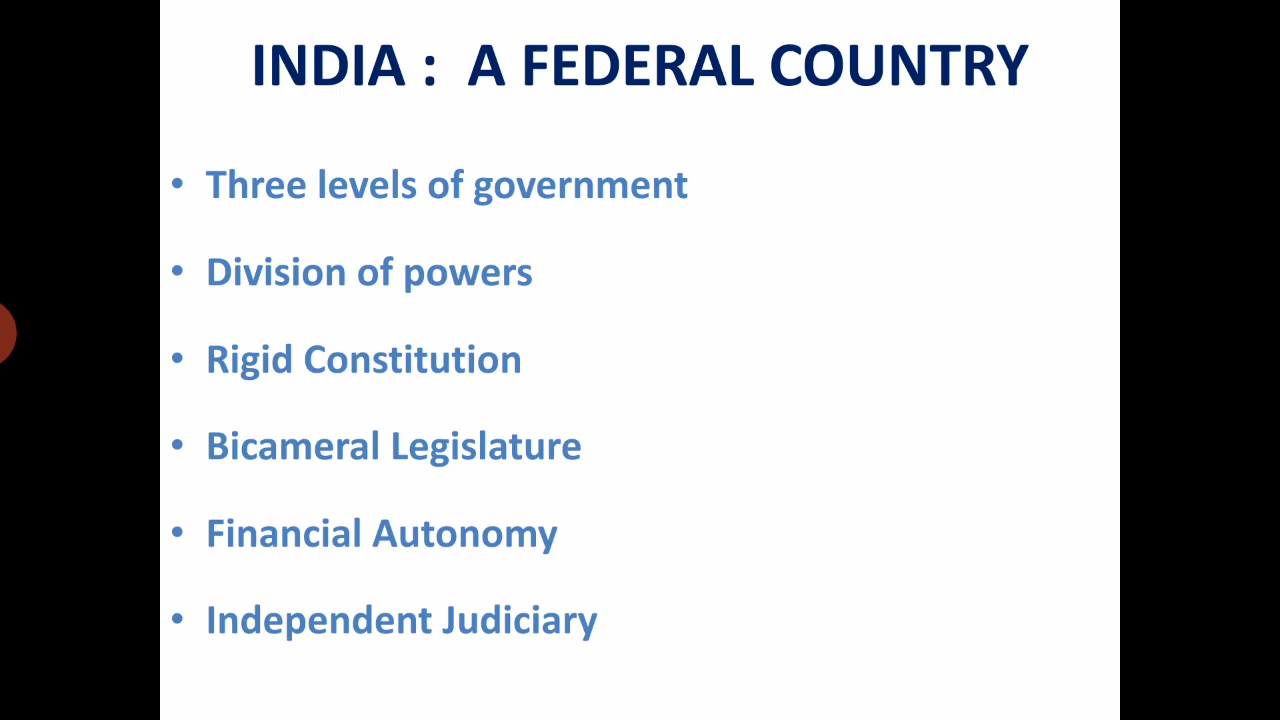 INDIA : A FEDERAL COUNTRY
• Three levels of government
• Division of powers
• Rigid Constitution
• Bicameral Legislature
• Financial Autonomy
• Independent Judiciary